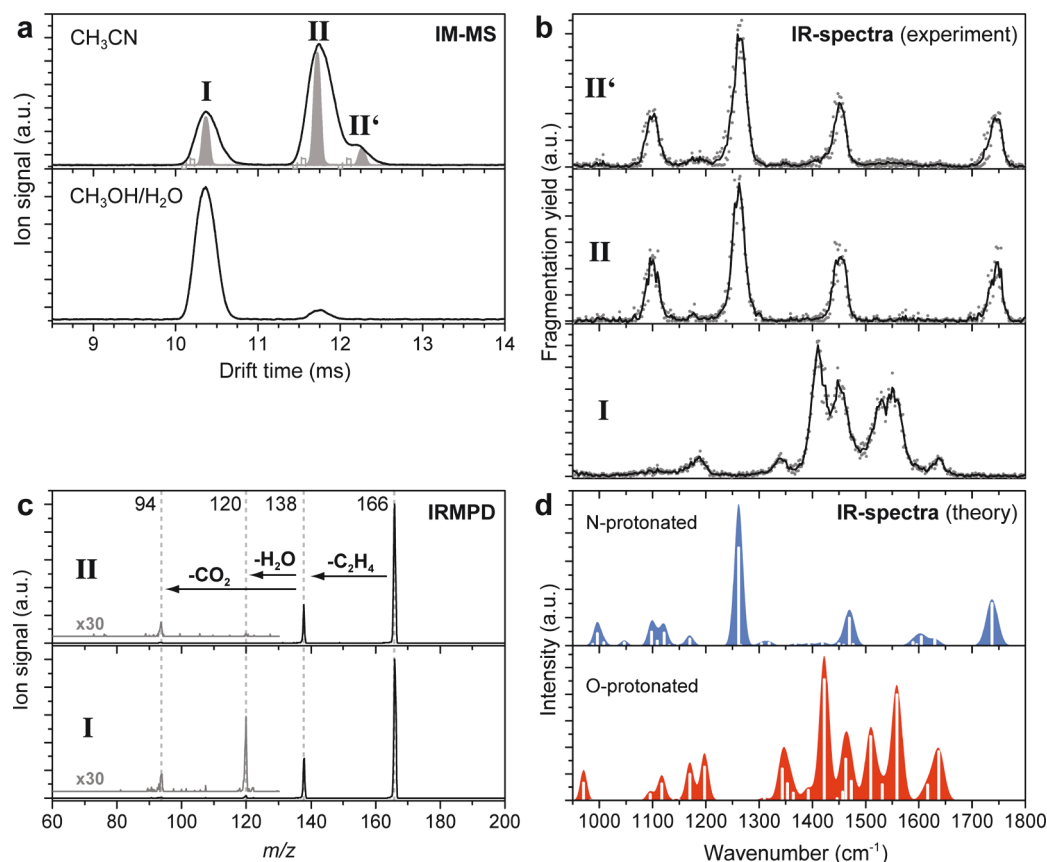 a
CH₃CN
IM-MS
I
II
II‘
CH₃OH/H₂O
Ion signal (a.u.)
9 10 11 12 13 14
Drift time (ms)
b
IR-spectra (experiment)
II‘
II
I
Fragmentation yield (a.u.)
c
94 120 138 166
IRMPD
II
-CO₂
-H₂O
-C₂H₄
x30
I
x30
Ion signal (a.u.)
60 80 100 120 140 160 180 200
m/z
d
N-protonated
IR-spectra (theory)
O-protonated
Intensity (a.u.)
1000 1100 1200 1300 1400 1500 1600 1700 1800
Wavenumber (cm⁻¹)